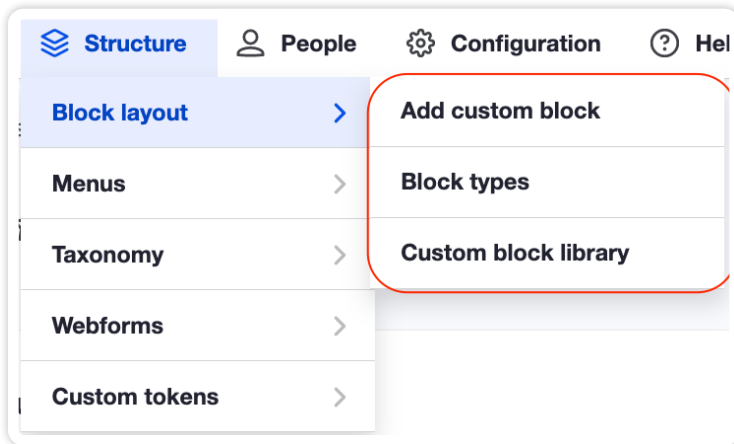 Structure People Configuration
Block layout
Add custom block
Menus
Block types
Taxonomy
Custom block library
Webforms
Custom tokens